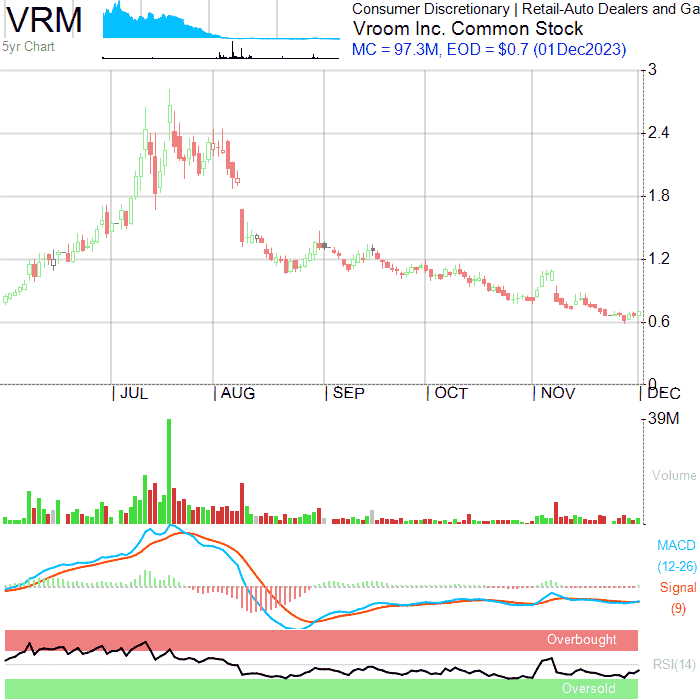 VRM
5yr Chart
Consumer Discretionary | Retail-Auto Dealers and Ga
Vroom Inc. Common Stock
MC = 97.3M, EOD = $0.7 (01Dec2023)
3
2.4
1.8
1.2
0.6
0
| JUL | AUG | SEP | OCT | NOV | DEC
39M
Volume
MACD
(12-26)
Signal
(9)
Overbought
RSI(14)
Oversold